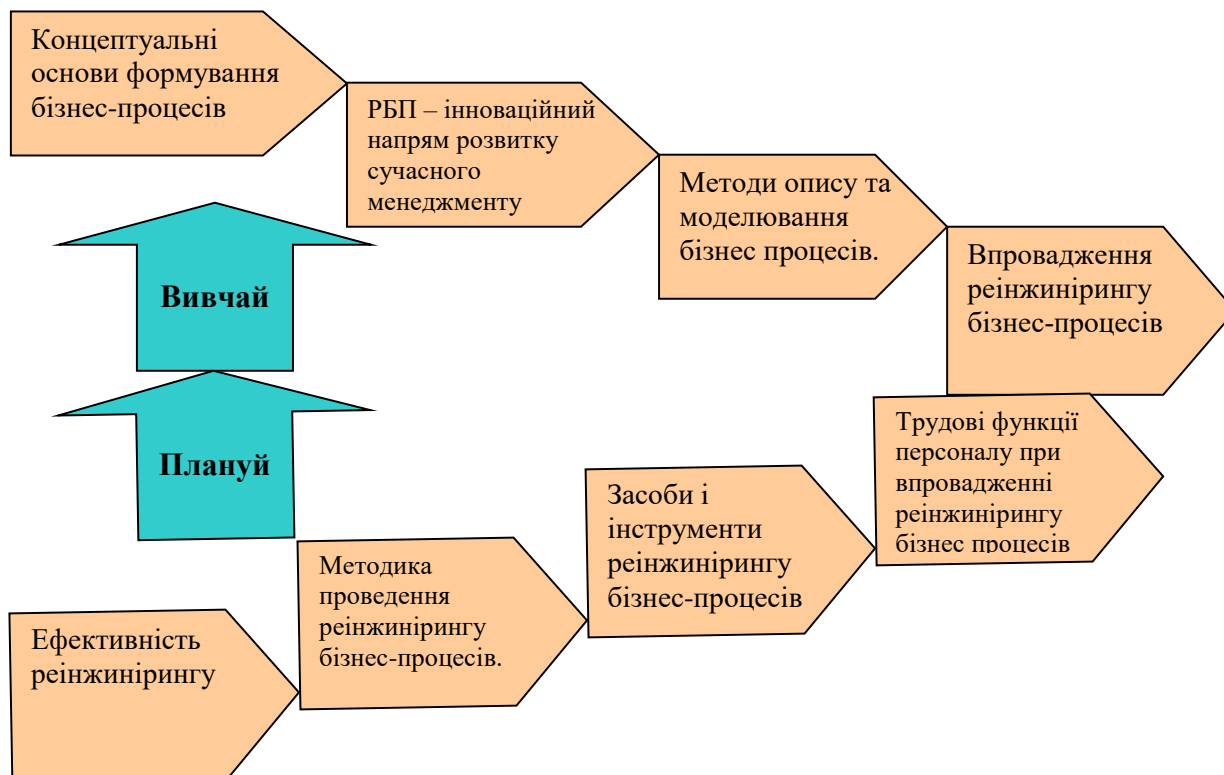 Концептуальні
основи формування
бізнес-процесів
РБП – інноваційний
напрям розвитку
сучасного
менеджменту
Методи опису та
моделювання
бізнес процесів.
Впровадження
реінжинірингу
бізнес-процесів
Вивчай
Плануй
Трудові функції
персоналу при
впровадженні
реінжинірингу
бізнес процесів
Засоби і
інструменти
реінжинірингу
бізнес-процесів
Методика
проведення
реінжинірингу
бізнес-процесів.
Ефективність
реінжинірингу